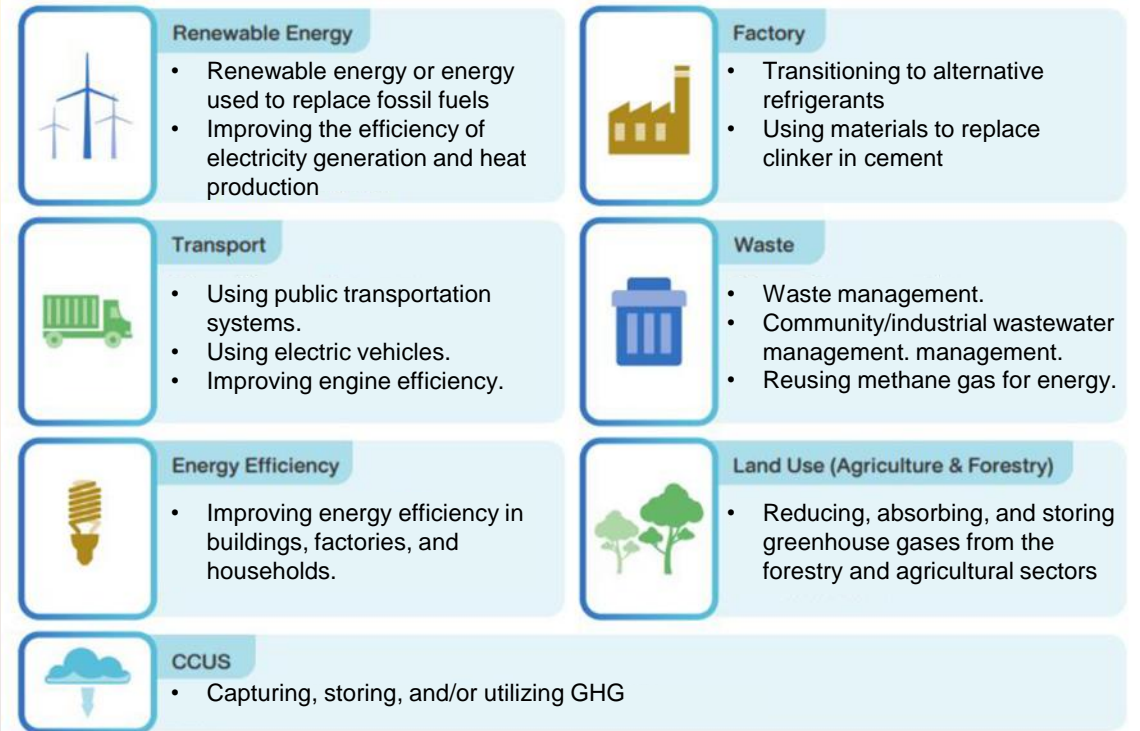 Renewable Energy
• Renewable energy or energy
used to replace fossil fuels
• Improving the efficiency of
electricity generation and heat
production
Factory
• Transitioning to alternative
refrigerants
• Using materials to replace
clinker in cement
Transport
• Using public transportation
systems.
• Using electric vehicles.
• Improving engine efficiency.
Waste
• Waste management.
• Community/industrial wastewater
management. management.
• Reusing methane gas for energy.
Energy Efficiency
• Improving energy efficiency in
buildings, factories, and
households.
Land Use (Agriculture & Forestry)
• Reducing, absorbing, and storing
greenhouse gases from the
forestry and agricultural sectors
CCUS
• Capturing, storing, and/or utilizing GHG